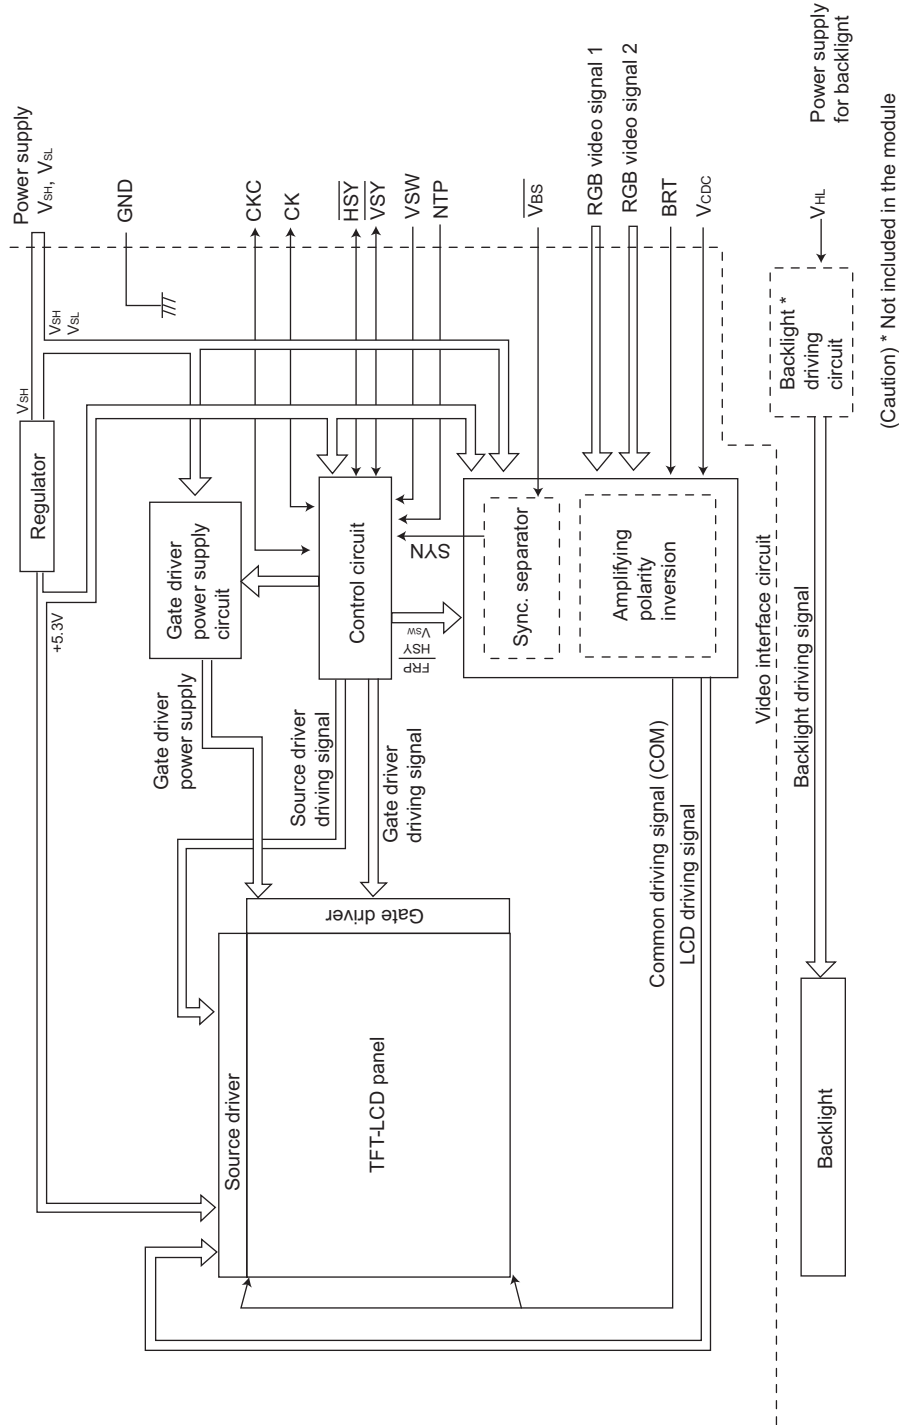 Power supply
VSH, VSL
GND
CKC
CK
HSY
VSY
VSW
NTP
VBS
RGB video signal 1
RGB video signal 2
BRT
VCDC
Power supply
for backlignt
VHL
(Caution) * Not included in the module
VSH
VSL
VSH
Regulator
+5.3V
Gate driver
power supply
circuit
Control circuit
SYN
Sync. separator
Amplifying
polarity
inversion
FRP
HSY
VSW
Backlight *
driving
circuit
Video interface circuit
Gate driver
power supply
Source driver
driving signal
Gate driver
driving signal
Common driving signal (COM)
LCD driving signal
Backlight driving signal
Gate driver
Source driver
TFT-LCD panel
Backlight